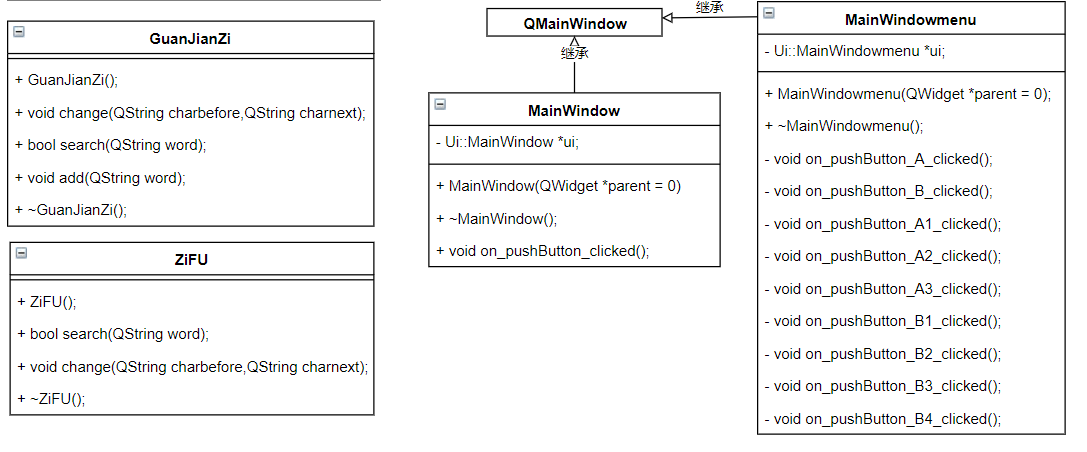 GuanJianZi
+ GuanJianZi();
+ void change(QString charbefore,QString charnext);
+ bool search(QString word);
+ void add(QString word);
+ ~GuanJianZi();
ZiFU
+ ZiFU();
+ bool search(QString word);
+ void change(QString charbefore,QString charnext);
+ ~ZiFU();
QMainWindow
继承
继承
MainWindow
- Ui::MainWindow *ui;
+ MainWindow(QWidget *parent = 0)
+ ~MainWindow();
+ void on_pushButton_clicked();
MainWindowmenu
- Ui::MainWindowmenu *ui;
+ MainWindowmenu(QWidget *parent = 0);
+ ~MainWindowmenu();
- void on_pushButton_A_clicked();
- void on_pushButton_B_clicked();
- void on_pushButton_A1_clicked();
- void on_pushButton_A2_clicked();
- void on_pushButton_A3_clicked();
- void on_pushButton_B1_clicked();
- void on_pushButton_B2_clicked();
- void on_pushButton_B3_clicked();
- void on_pushButton_B4_clicked();